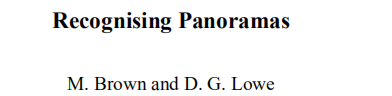 Recognising Panoramas
M. Brown and D. G. Lowe